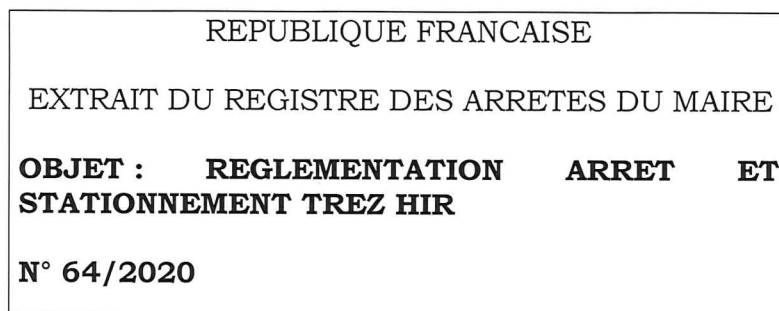 REPUBLIQUE FRANCAISE
EXTRAIT DU REGISTRE DES ARRETES DU MAIRE
OBJET : REGLEMENTATION ARRET ET
STATIONNEMENT TREZ HIR
N° 64/2020